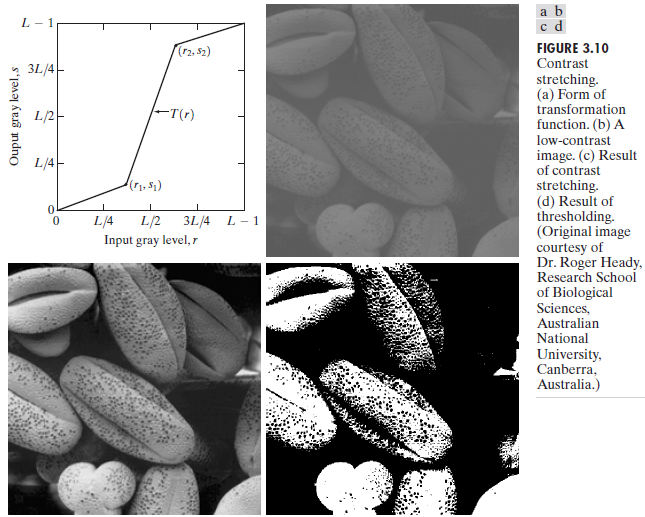 L − 1
3L/4
L/2
L/4
0
Ouput gray level, s
(r2, s2)
T(r)
(r1, s1)
0 L/4 L/2 3L/4 L − 1
Input gray level, r
a b
c d
FIGURE 3.10
Contrast
stretching.
(a) Form of
transformation
function. (b) A
low-contrast
image. (c) Result
of contrast
stretching.
(d) Result of
thresholding.
(Original image
courtesy of
Dr. Roger Heady,
Research School
of Biological
Sciences,
Australian
National
University,
Canberra,
Australia.)